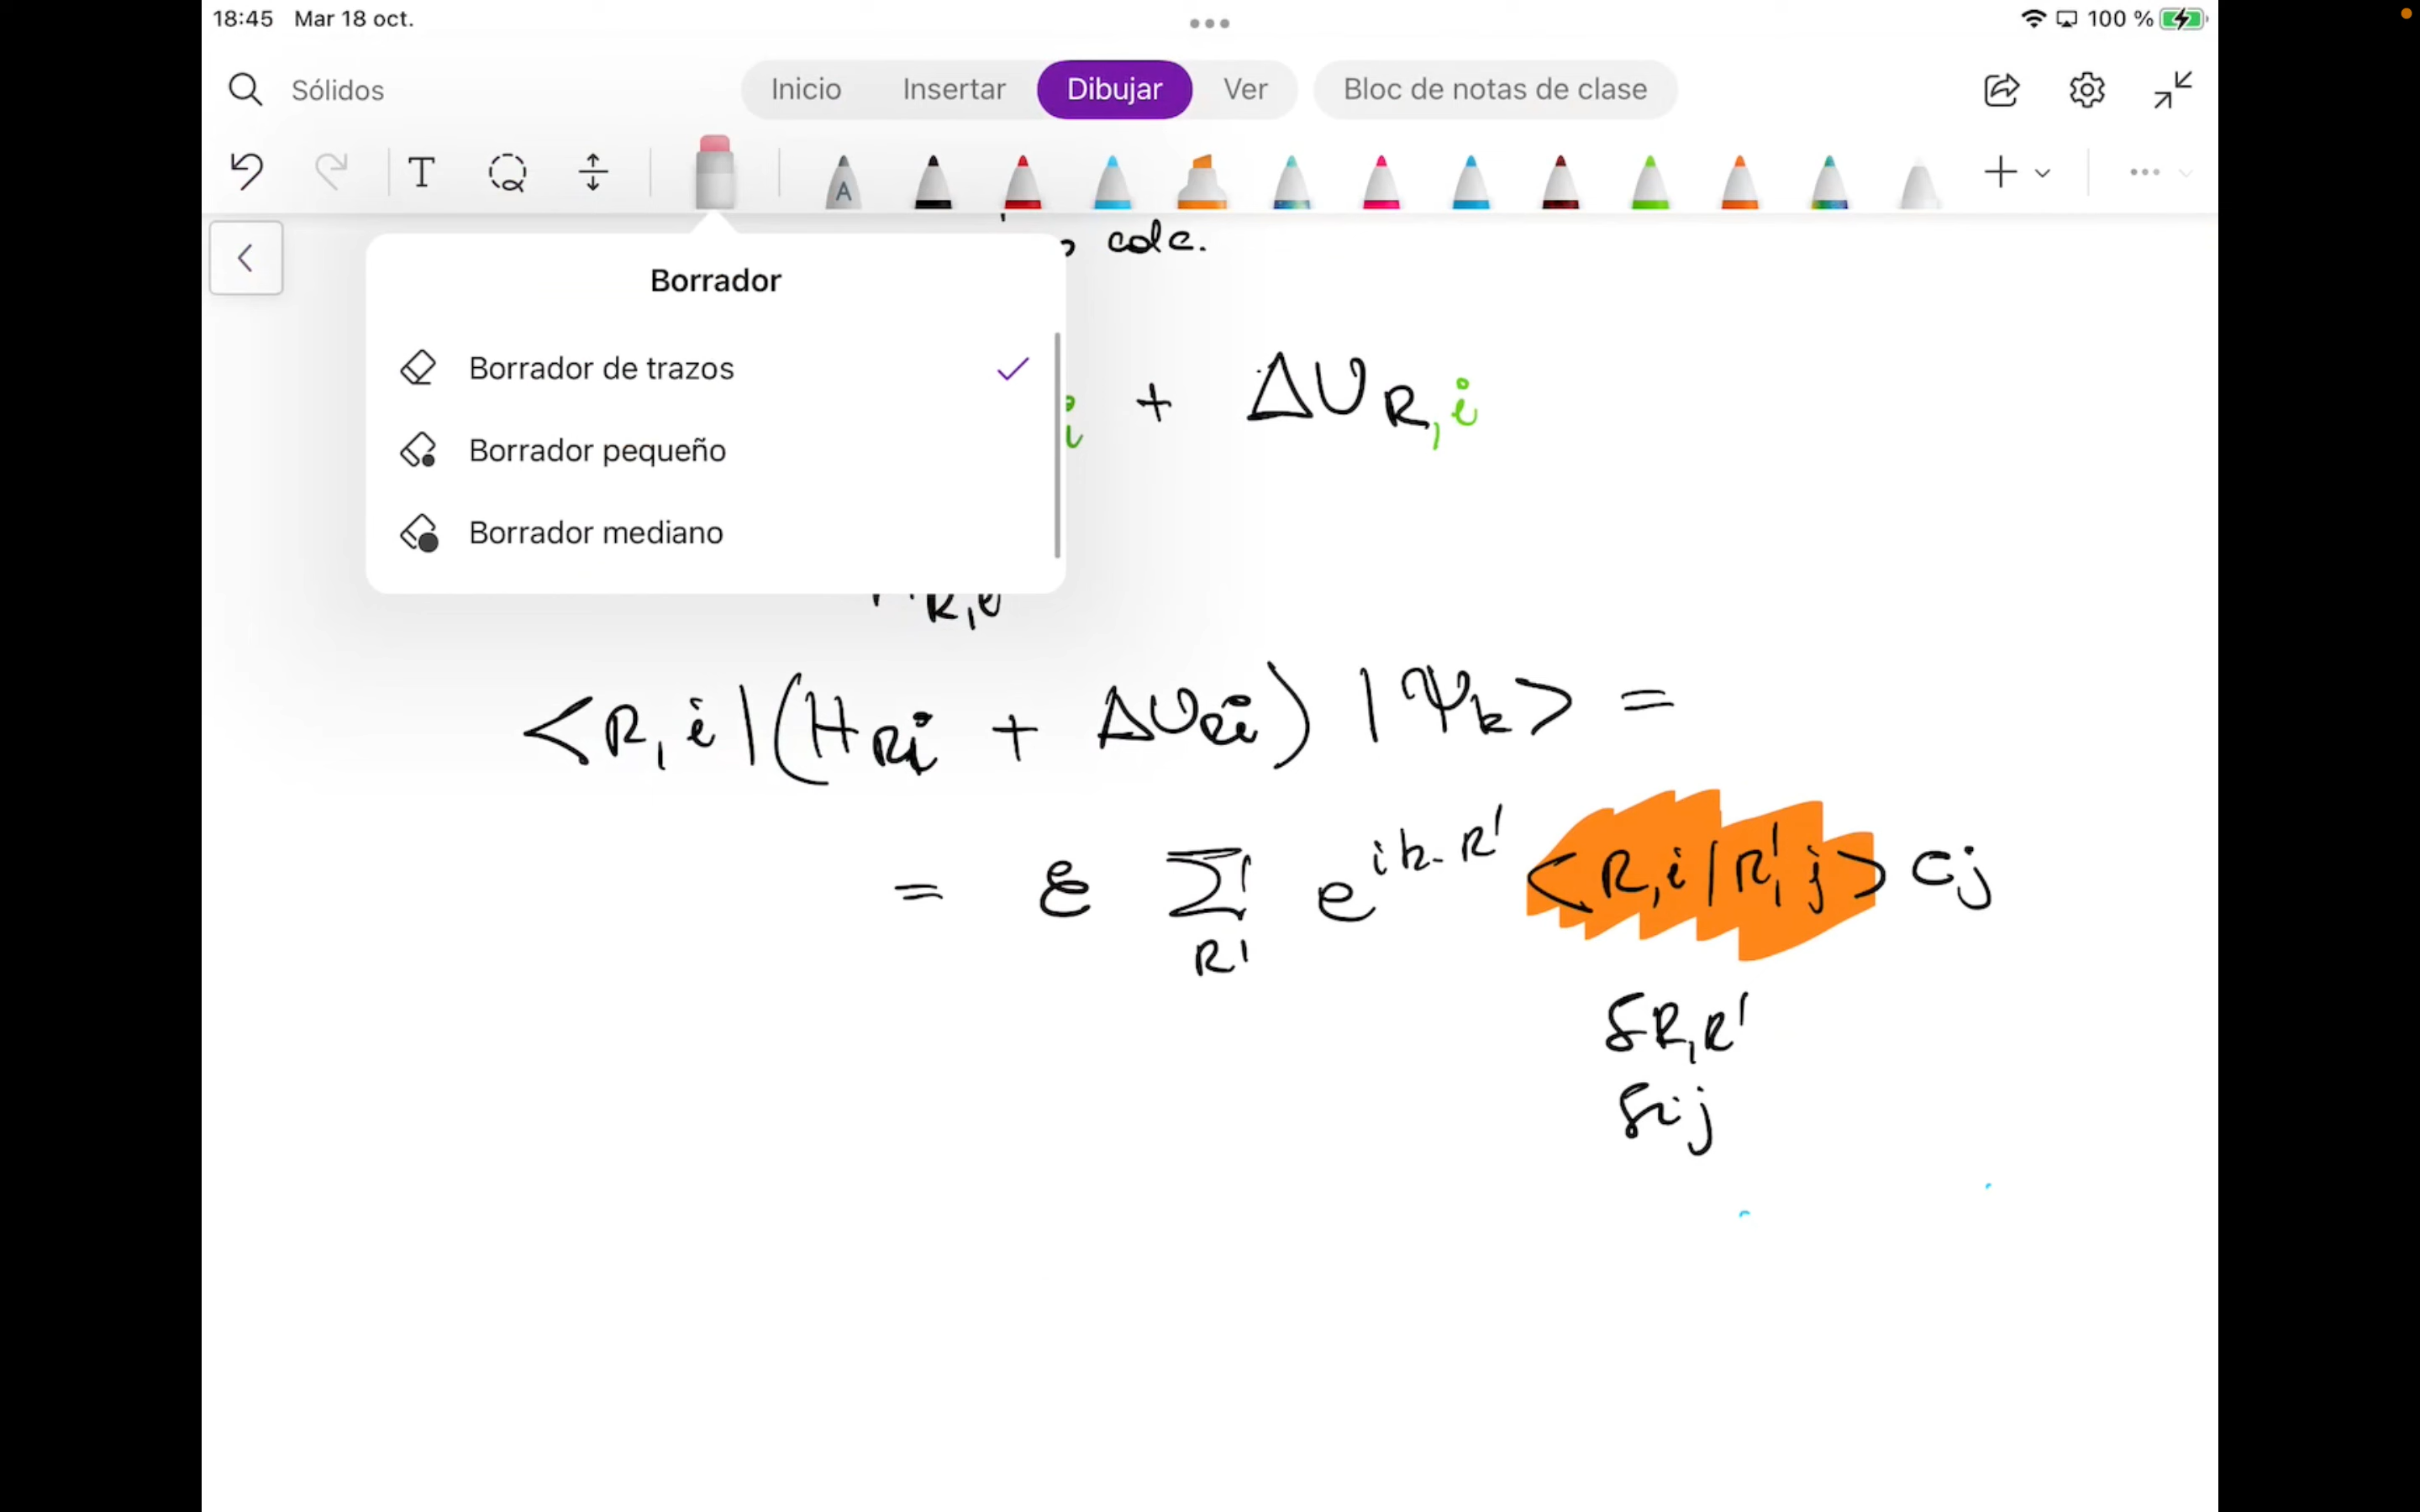 18:45 Mar 18 oct. 100 %
Sólidos Inicio Insertar Dibujar Ver Bloc de notas de clase
T A
, calc.
Borrador
Borrador de trazos
i + ΔU R,i
Borrador pequeño
Borrador mediano
R,i
<R,i|(H Ri + ΔU Ri) |Ψk> =
= ε Σ e^{ik·R'} <R,i|R',j> cj
R'
δR,R'
δij